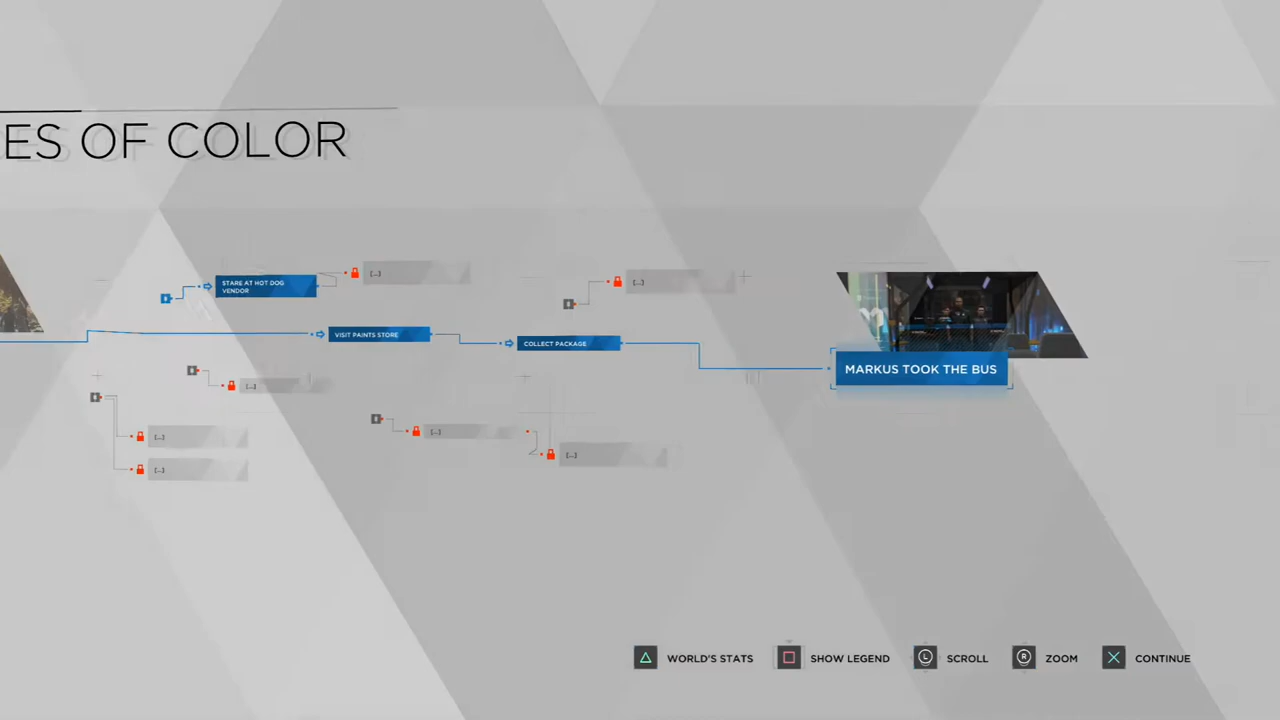 ES OF COLOR
STARE AT HOT DOG
VENDOR
[...]
[...]
VISIT PAINTS STORE
COLLECT PACKAGE
MARKUS TOOK THE BUS
[...]
[...]
[...]
[...]
[...]
WORLD'S STATS
SHOW LEGEND
L
SCROLL
R
ZOOM
CONTINUE